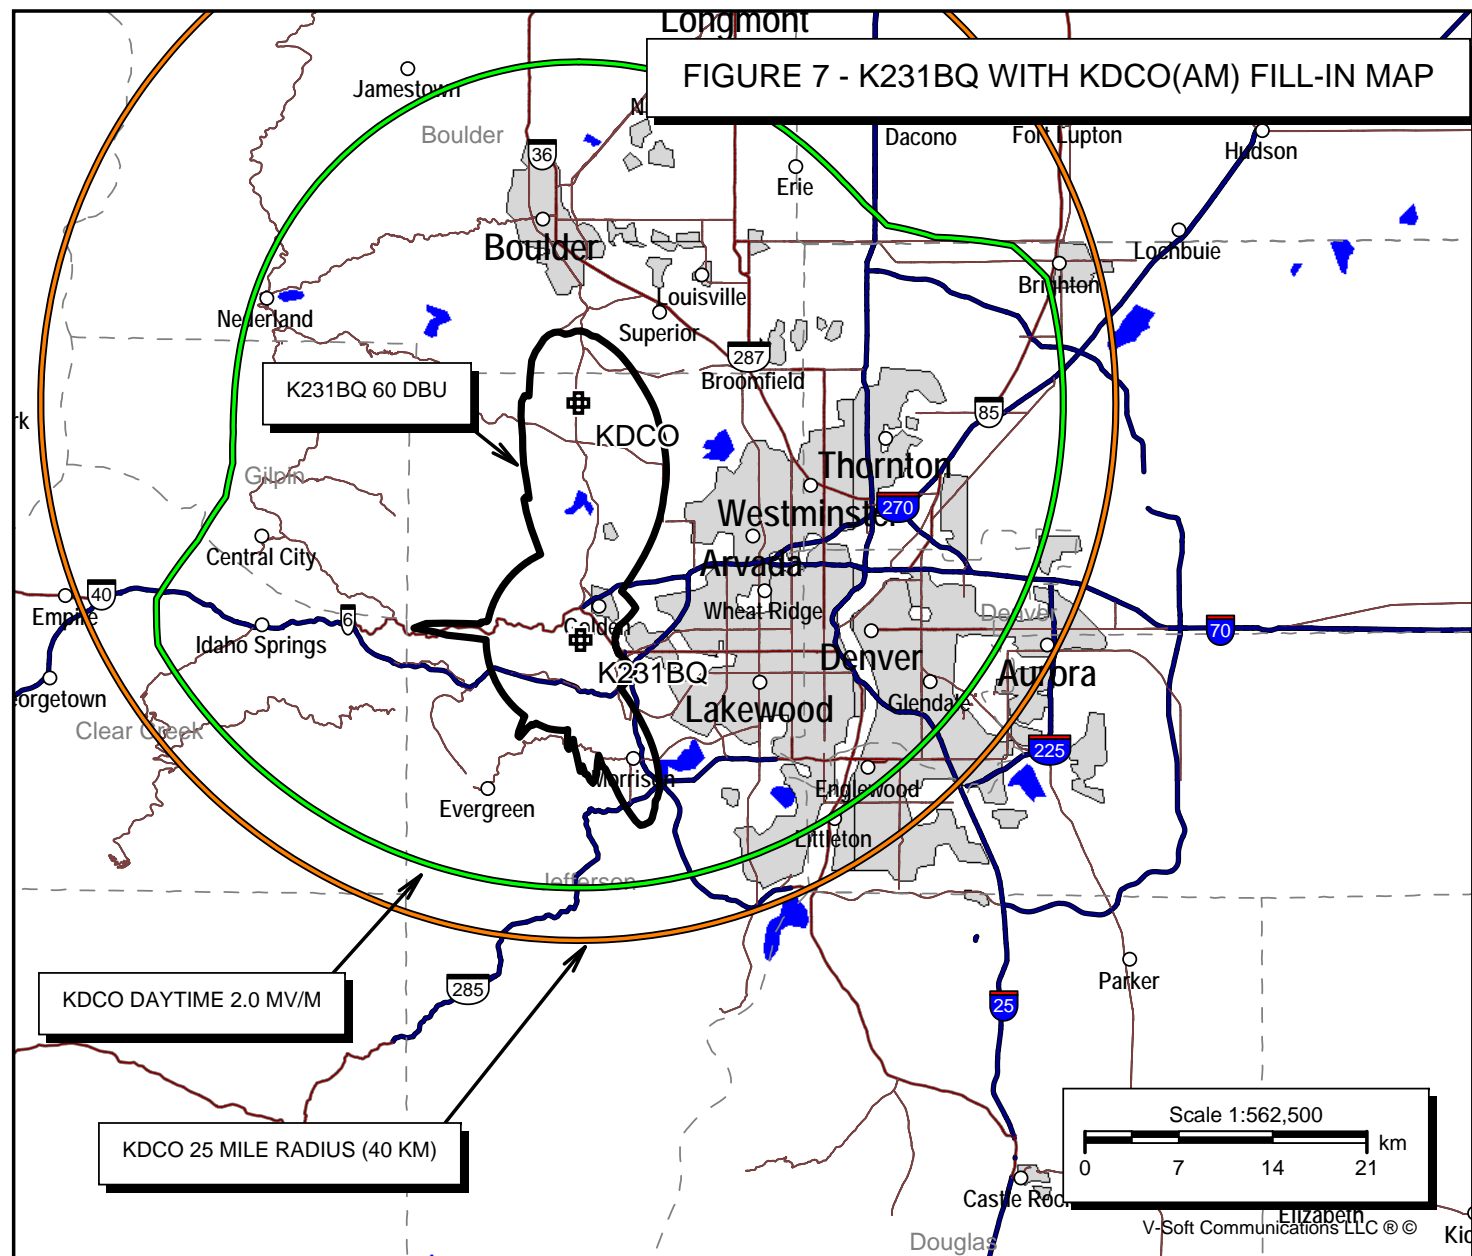 Longmont
FIGURE 7 - K231BQ WITH KDCO(AM) FILL-IN MAP
Jamestown
Boulder
N
Dacono
Fort Lupton
Hudson
36
Erie
Boulder
Lochbuie
Brighton
Louisville
Nederland
Superior
287
Broomfield
K231BQ 60 DBU
85
rk
KDCO
Thornton
Gilpin
Westminster
270
Central City
Arvada
40
Empire
Wheat Ridge
6
Golden
Denver
70
Idaho Springs
Denver
K231BQ
Aurora
orgetown
Glendale
Lakewood
Clear Creek
225
Morrison
Englewood
Evergreen
Littleton
Jefferson
KDCO DAYTIME 2.0 MV/M
285
Parker
25
Scale 1:562,500
KDCO 25 MILE RADIUS (40 KM)
km
0 7 14 21
Castle Roc
Elizabeth
V-Soft Communications LLC ® ©
Kio
Douglas